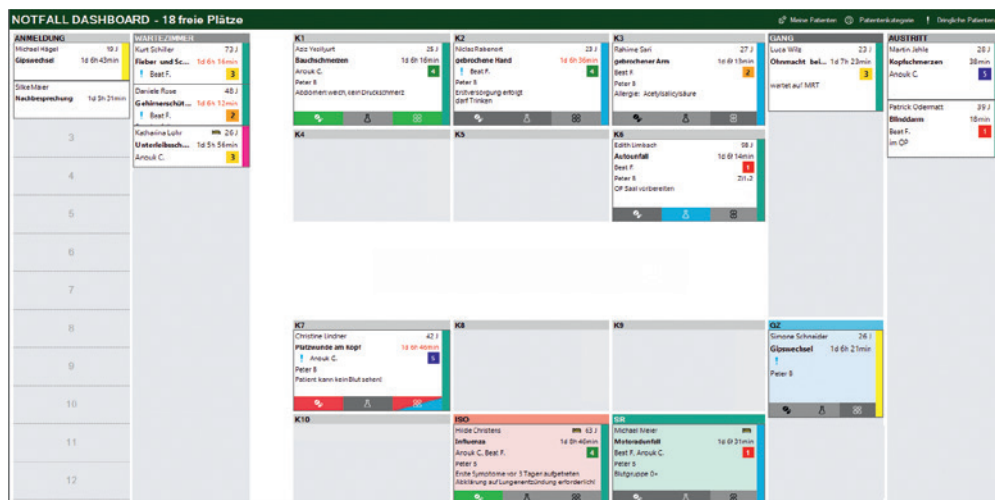 NOTFALL DASHBOARD - 18 freie Plätze
Meine Patienten
Patientenkategorie
! Dringliche Patienten
ANMELDUNG
Michael Hägel 19 J
Gipswechsel 1d 6h 43min
Silke Maier
Nachbesprechung 1d 5h 31min
3
4
5
6
7
8
9
10
11
12
WARTEZIMMER
Kurt Schiller 73 J
Fieber und Sc... 1d 6h 16min
! Beat F. 3
Daniele Ruse 48 J
Gehirnerschüt... 1d 6h 12min
! Beat F. 2
Katharina Lohr 26 J
Unterleibssch... 1d 5h 56min
Anouk C. 3
K1
Aziz Yesilyurt 25 J
Bauchschmerzen 1d 6h 16min
Anouk C. 4
Peter B
Abdomen weich, kein Druckschmerz
K2
Niclas Rabenort 23 J
gebrochene Hand 1d 6h 36min
! Beat F. 4
Peter B
Erstversorgung erfolgt
darf Trinken
K3
Rahime Sari 27 J
gebrochener Arm 1d 6h 13min
Beat F. 2
Peter B
Allergie: Acetylsalicylsäure
K4
K5
K6
Edith Limbach 98 J
Autounfall 1d 6h 14min
Beat F. 1
Peter B
OP Saal vorbereiten
K7
Christine Lindner 42 J
Platzwunde am Kopf 1d 6h 46min
! Anouk C. 5
Peter B
Patient kann kein Blut sehen!
K8
K9
K10
ISO
Hilde Christens 63 J
Influenza 1d 6h 46min
Anouk C, Beat F. 4
Peter B
Erste Symptome vor 3 Tagen aufgetreten
Abklärung auf Lungenentzündung erforderlich!
SR
Michael Meier
Motoradunfall 1d 6h 31min
Beat F, Anouk C. 1
Peter B
Blutgruppe 0+
GANG
Luca Wilz 23 J
Ohnmacht bei... 1d 7h 23min
3
wartet auf MRT
OZ
Simone Schneider 26 J
Gipswechsel 1d 6h 21min
!
Peter B
AUSTRITT
Martin Jehle 28 J
Kopfschmerzen 38min
Anouk C. 5
Patrick Odermatt 39 J
Blinddarm 18min
Beat F. 1
im OP